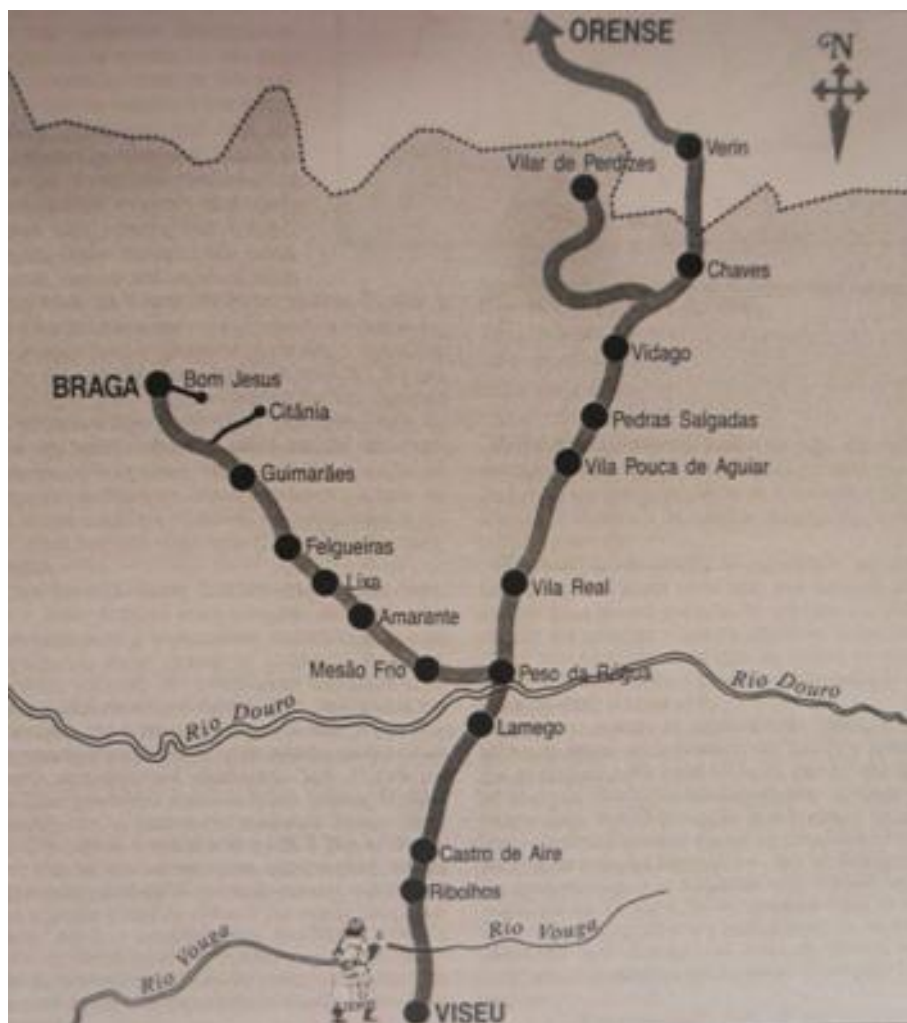 ORENSE
N
Verin
Vilar de Perdizes
Chaves
Vidago
BRAGA
Bom Jesus
Citânia
Pedras Salgadas
Vila Pouca de Aguiar
Guimarães
Felgueiras
Lixa
Vila Real
Amarante
Mesão Frio
Peso da Régua
Rio Douro
Rio Douro
Lamego
Castro de Aire
Ribolhos
Rio Vouga
Rio Vouga
VISEU